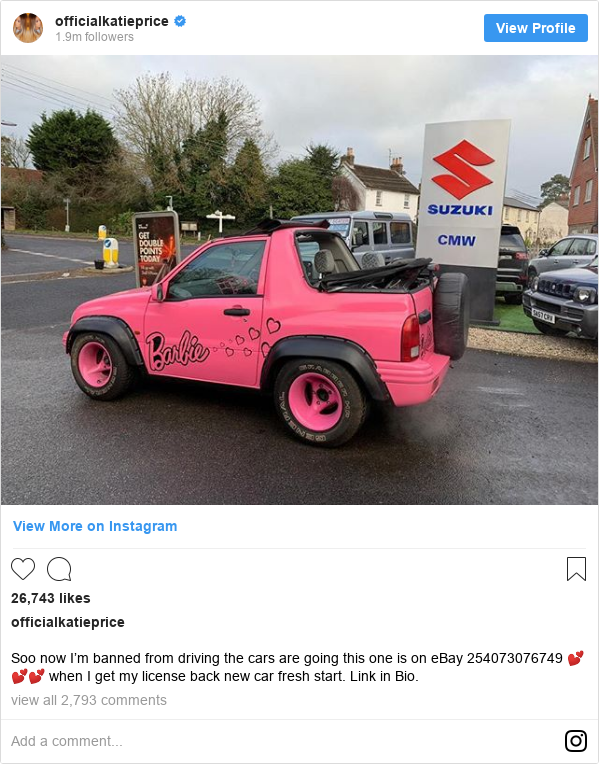 officialkatieprice
1.9m followers
View Profile
GET
DOUBLE
POINTS
TODAY
SUZUKI
CMW
Barbie
View More on Instagram
26,743 likes
officialkatieprice
Soo now I’m banned from driving the cars are going this one is on eBay 254073076749 💕
💕💕 when I get my license back new car fresh start. Link in Bio.
view all 2,793 comments
Add a comment...